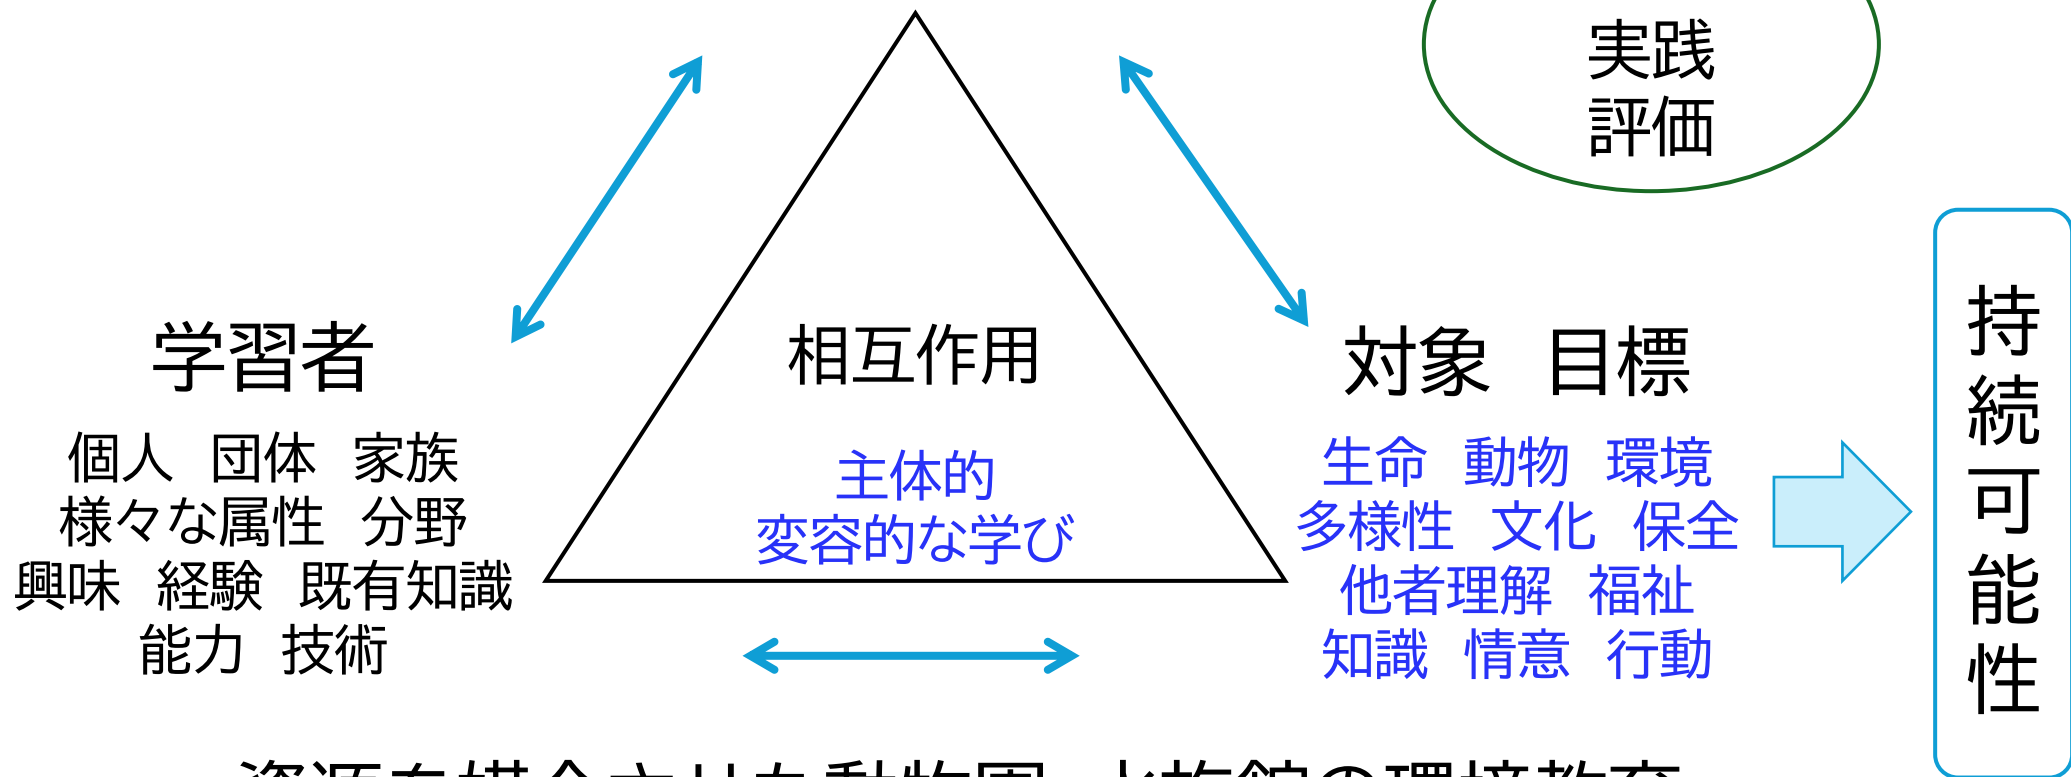 実践
評価
学習者
個人 団体 家族
様々な属性 分野
興味 経験 既有知識
能力 技術
相互作用
主体的
変容的な学び
対象 目標
生命 動物 環境
多様性 文化 保全
他者理解 福祉
知識 情意 行動
持続可能性